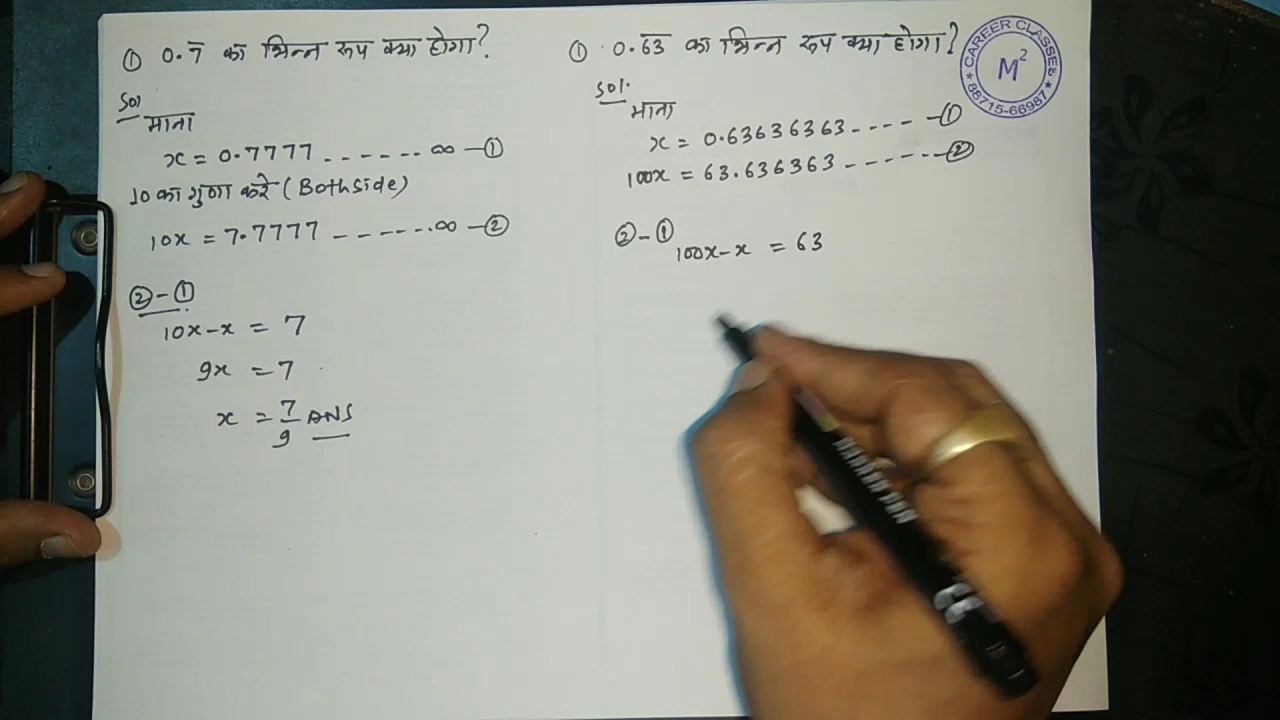 ① 0.7̅ का भिन्न रूप क्या होगा?
Sol
माना
x = 0.7777 ------- ∞ —①
10 का गुणा करे (Bothside)
10x = 7.7777 ------- ∞ —②
②-①
10x-x = 7
9x = 7
x = 7/9 ANS
① 0.6̅3̅ का भिन्न रूप क्या होगा?
Sol.
माना
x = 0.63636363 ---- —①
100x = 63.636363 ------ —②
②-①
100x-x = 63
CAREER CLASSES
M²
88715-66987